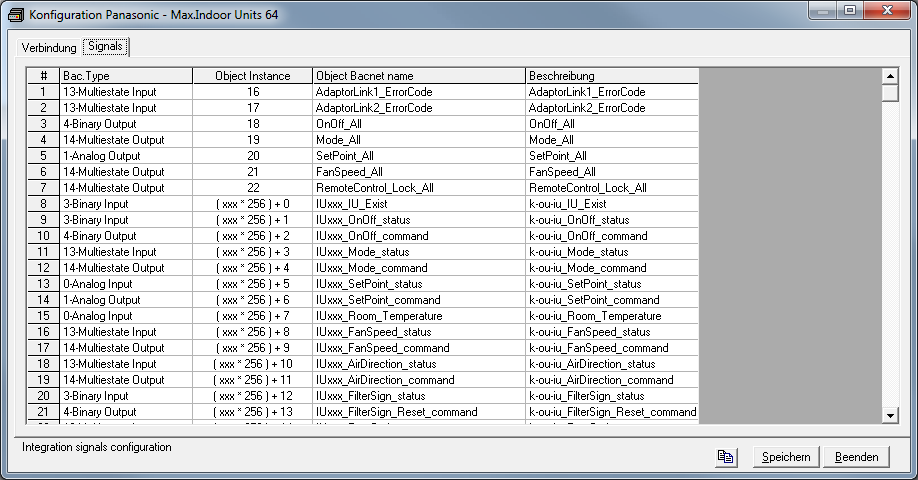 Konfiguration Panasonic - Max.Indoor Units 64
Verbindung Signals
# Bac.Type Object Instance Object Bacnet name Beschreibung
1 13-Multiestate Input 16 AdaptorLink1_ErrorCode AdaptorLink1_ErrorCode
2 13-Multiestate Input 17 AdaptorLink2_ErrorCode AdaptorLink2_ErrorCode
3 4-Binary Output 18 OnOff_All OnOff_All
4 14-Multiestate Output 19 Mode_All Mode_All
5 1-Analog Output 20 SetPoint_All SetPoint_All
6 14-Multiestate Output 21 FanSpeed_All FanSpeed_All
7 14-Multiestate Output 22 RemoteControl_Lock_All RemoteControl_Lock_All
8 3-Binary Input ( xxx * 256 ) + 0 IUxxx_IU_Exist k-ou-iu_IU_Exist
9 3-Binary Input ( xxx * 256 ) + 1 IUxxx_OnOff_status k-ou-iu_OnOff_status
10 4-Binary Output ( xxx * 256 ) + 2 IUxxx_OnOff_command k-ou-iu_OnOff_command
11 13-Multiestate Input ( xxx * 256 ) + 3 IUxxx_Mode_status k-ou-iu_Mode_status
12 14-Multiestate Output ( xxx * 256 ) + 4 IUxxx_Mode_command k-ou-iu_Mode_command
13 0-Analog Input ( xxx * 256 ) + 5 IUxxx_SetPoint_status k-ou-iu_SetPoint_status
14 1-Analog Output ( xxx * 256 ) + 6 IUxxx_SetPoint_command k-ou-iu_SetPoint_command
15 0-Analog Input ( xxx * 256 ) + 7 IUxxx_Room_Temperature k-ou-iu_Room_Temperature
16 13-Multiestate Input ( xxx * 256 ) + 8 IUxxx_FanSpeed_status k-ou-iu_FanSpeed_status
17 14-Multiestate Output ( xxx * 256 ) + 9 IUxxx_FanSpeed_command k-ou-iu_FanSpeed_command
18 13-Multiestate Input ( xxx * 256 ) + 10 IUxxx_AirDirection_status k-ou-iu_AirDirection_status
19 14-Multiestate Output ( xxx * 256 ) + 11 IUxxx_AirDirection_command k-ou-iu_AirDirection_command
20 3-Binary Input ( xxx * 256 ) + 12 IUxxx_FilterSign_status k-ou-iu_FilterSign_status
21 4-Binary Output ( xxx * 256 ) + 13 IUxxx_FilterSign_Reset_command k-ou-iu_FilterSign_Reset_command
Integration signals configuration
Speichern Beenden